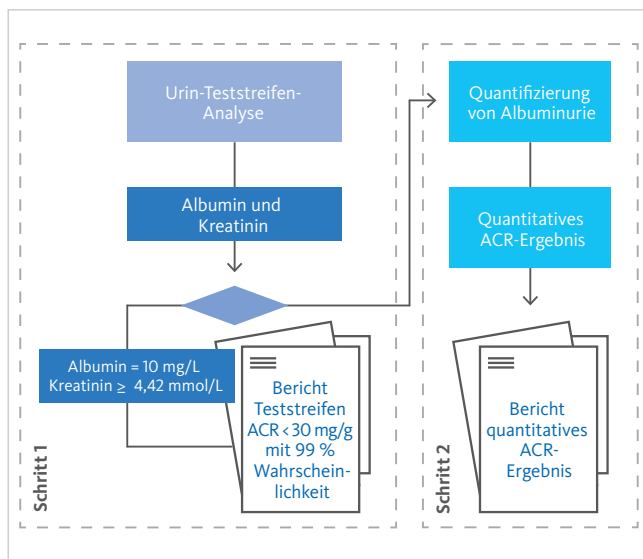 Urin-Teststreifen-
Analyse
Albumin und
Kreatinin
Albumin = 10 mg/L
Kreatinin ≥ 4,42 mmol/L
Bericht
Teststreifen
ACR < 30 mg/g
mit 99 %
Wahrschein-
lichkeit
Schritt 1
Quantifizierung
von Albuminurie
Quantitatives
ACR-Ergebnis
Bericht
quantitatives
ACR-
Ergebnis
Schritt 2